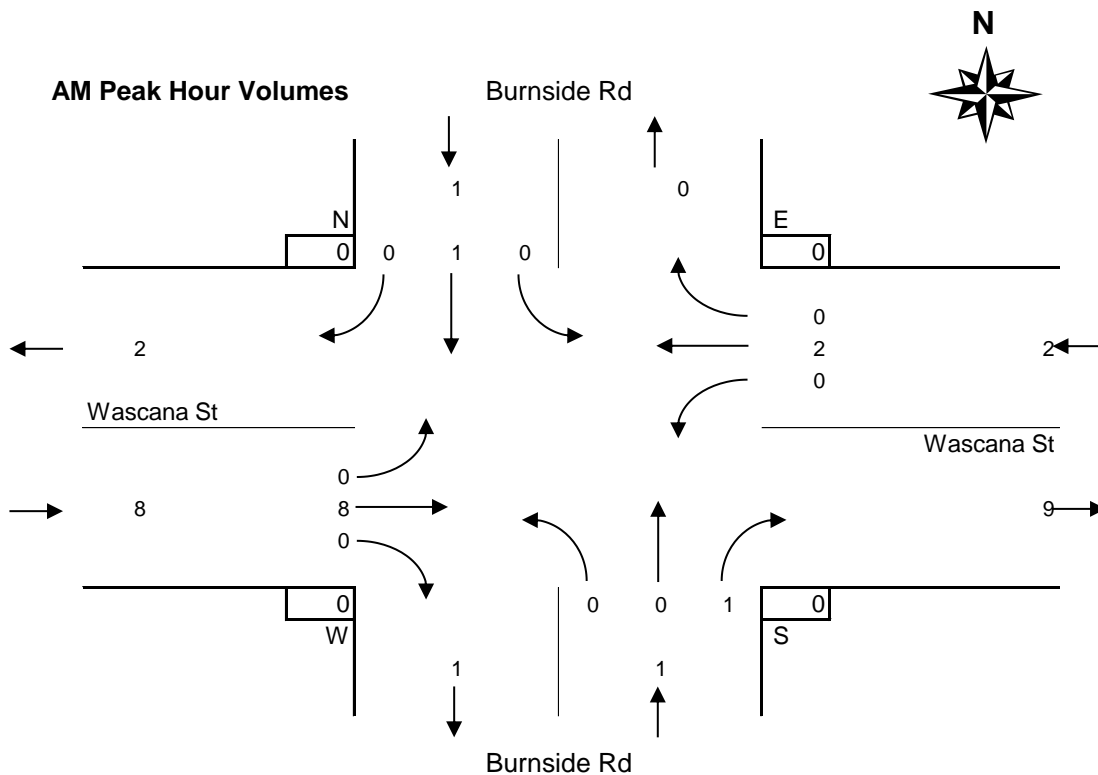 N
AM Peak Hour Volumes Burnside Rd
1 0
N E
0 0 1 0 0
0
2 2 2
0
Wascana St
Wascana St
0
8 8 9
0
0 0 0 1 0
W S
1 1
Burnside Rd